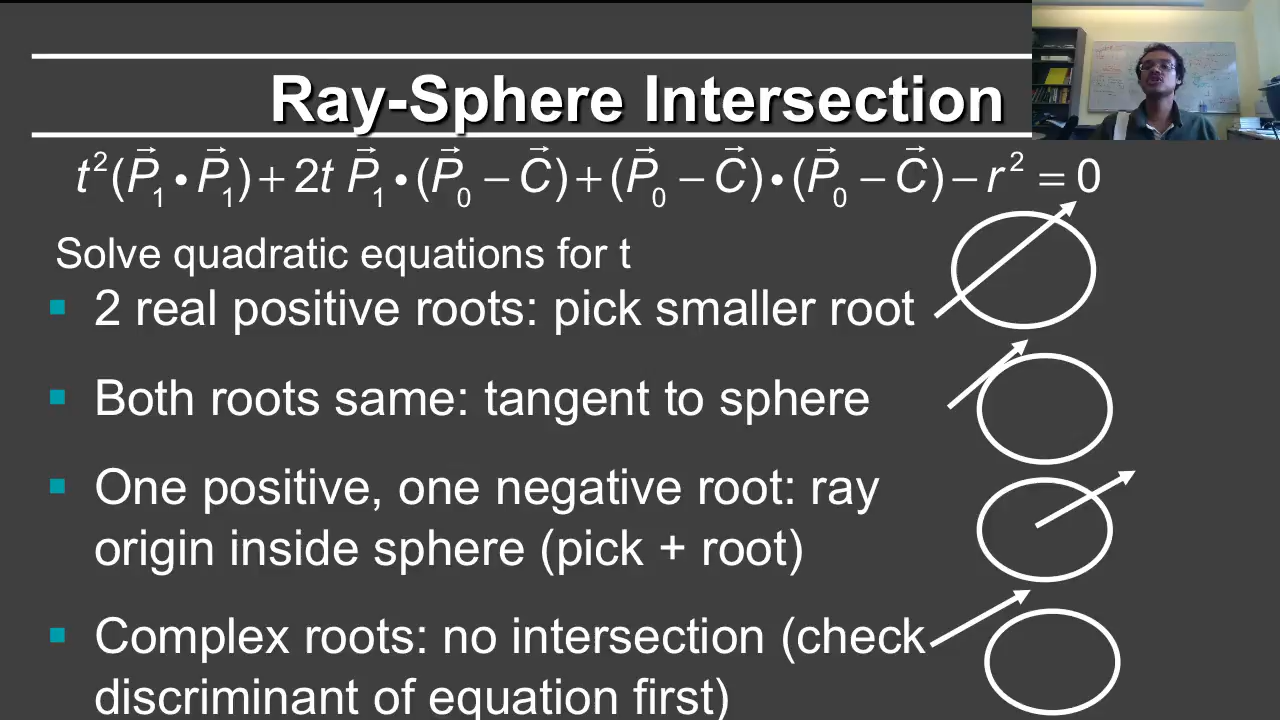 Ray-Sphere Intersection
t²(P⃗₁ • P⃗₁) + 2t P⃗₁ • (P⃗₀ − C⃗) + (P⃗₀ − C⃗) • (P⃗₀ − C⃗) − r² = 0
Solve quadratic equations for t
▪ 2 real positive roots: pick smaller root
▪ Both roots same: tangent to sphere
▪ One positive, one negative root: ray
origin inside sphere (pick + root)
▪ Complex roots: no intersection (check
discriminant of equation first)